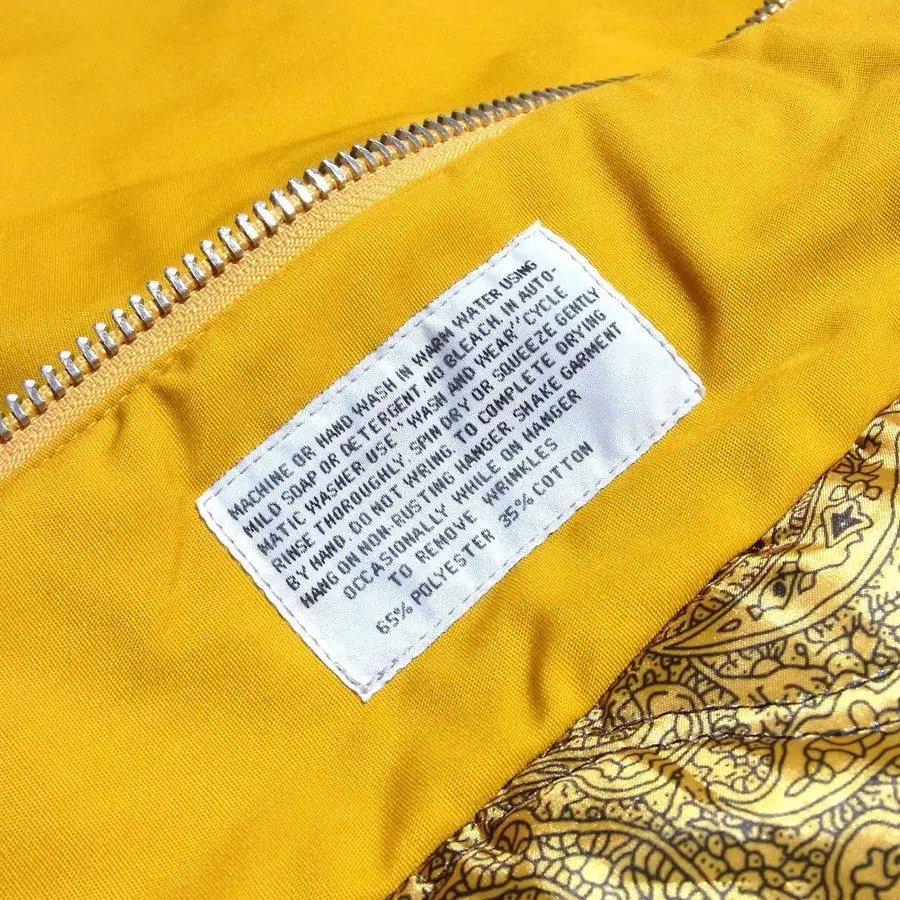 MACHINE OR HAND WASH IN WARM WATER USING
MILD SOAP OR DETERGENT. NO BLEACH. IN AUTO-
MATIC WASHER USE "WASH AND WEAR" CYCLE
RINSE THOROUGHLY. SPIN DRY OR SQUEEZE GENTLY
BY HAND. DO NOT WRING. TO COMPLETE DRYING
HANG ON NON-RUSTING HANGER. SHAKE GARMENT
OCCASIONALLY WHILE ON HANGER
TO REMOVE WRINKLES
65% POLYESTER 35% COTTON